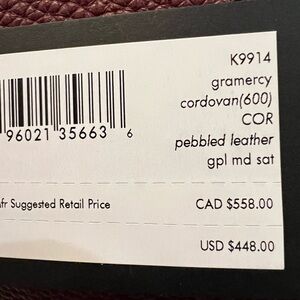 K9914
gramercy
cordovan(600)
COR
pebbled leather
gpl md sat
96021 35663 6
fr Suggested Retail Price CAD $558.00
USD $448.00